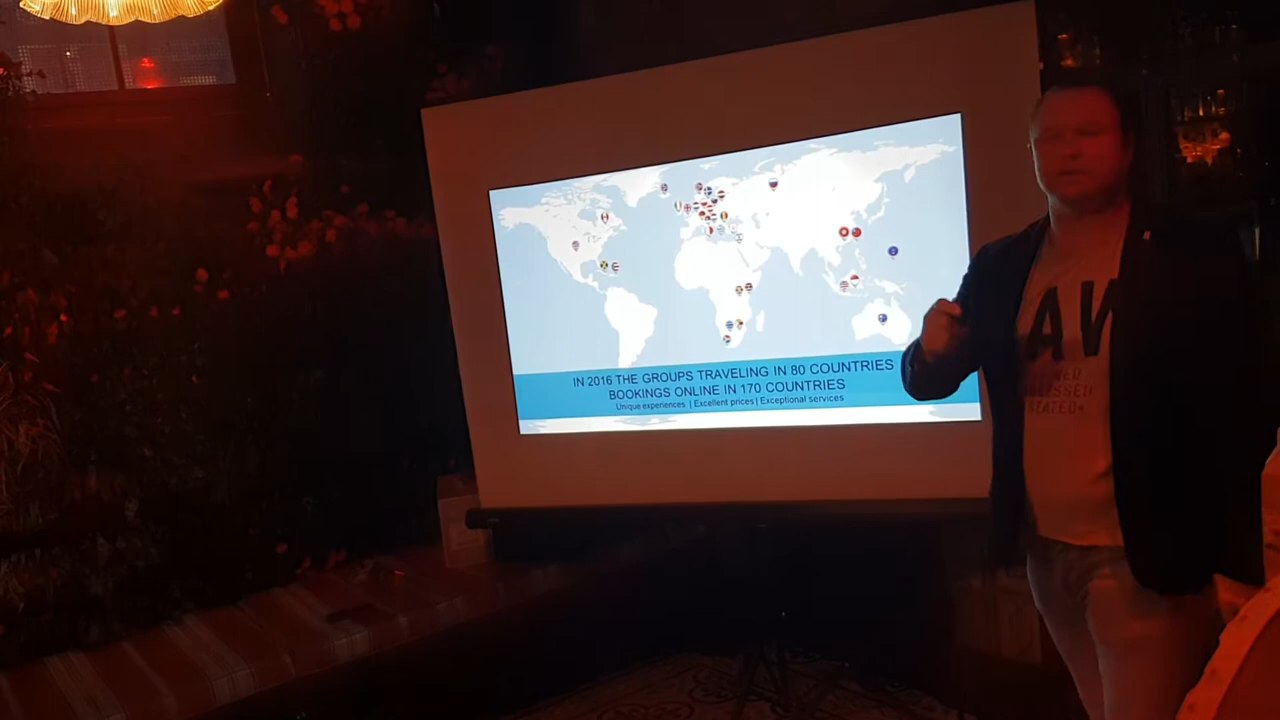 IN 2016 THE GROUPS TRAVELING IN 80 COUNTRIES
BOOKINGS ONLINE IN 170 COUNTRIES
Unique experiences | Excellent prices | Exceptional services
AW